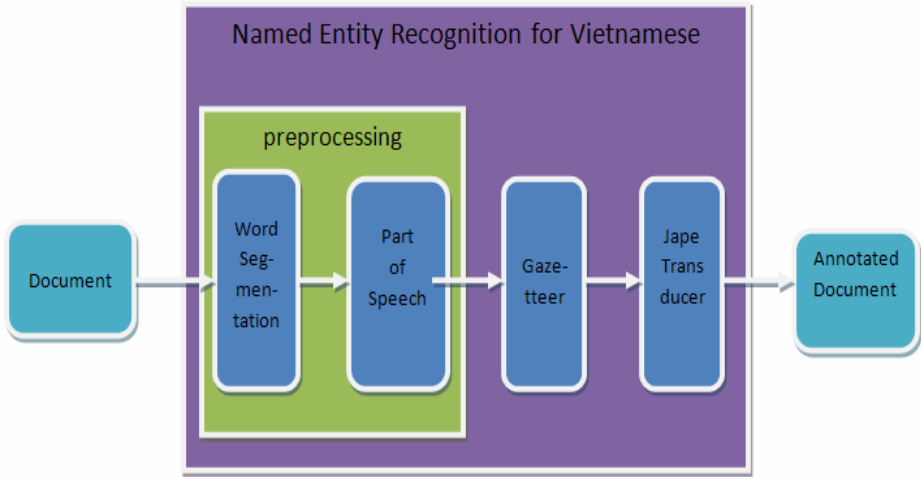 Named Entity Recognition for Vietnamese
preprocessing
Document
Word
Seg-
men-
tation
Part
of
Speech
Gaze-
tteer
Jape
Trans
ducer
Annotated
Document